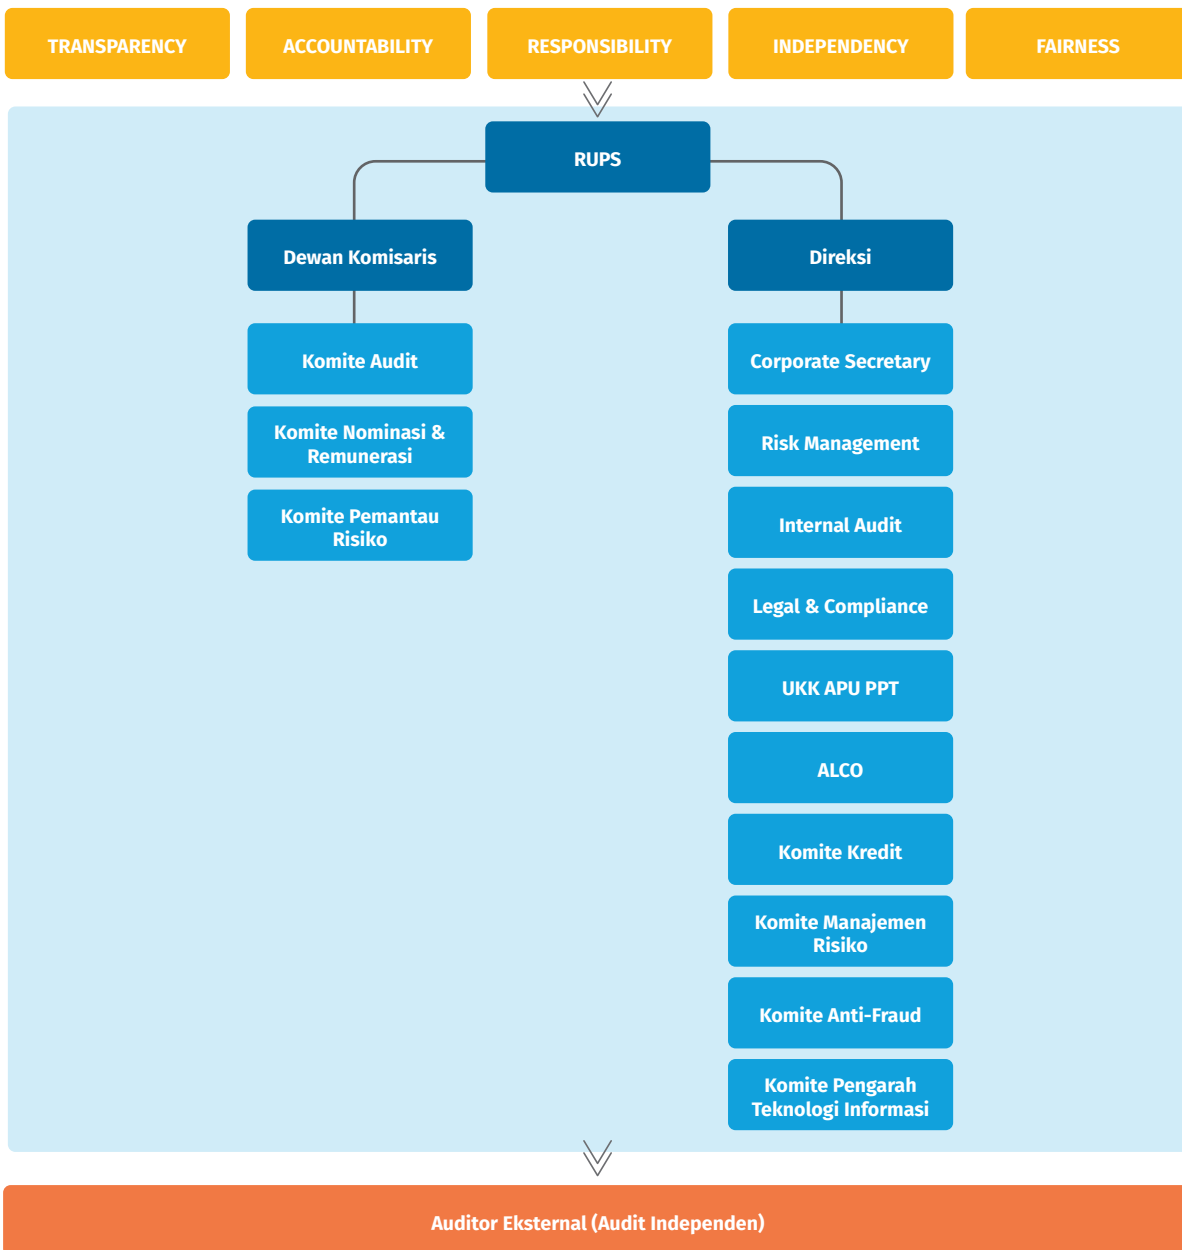 TRANSPARENCY
ACCOUNTABILITY
RESPONSIBILITY
INDEPENDENCY
FAIRNESS
RUPS
Dewan Komisaris
Komite Audit
Komite Nominasi &
Remunerasi
Komite Pemantau
Risiko
Direksi
Corporate Secretary
Risk Management
Internal Audit
Legal & Compliance
UKK APU PPT
ALCO
Komite Kredit
Komite Manajemen
Risiko
Komite Anti-Fraud
Komite Pengarah
Teknologi Informasi
Auditor Eksternal (Audit Independen)